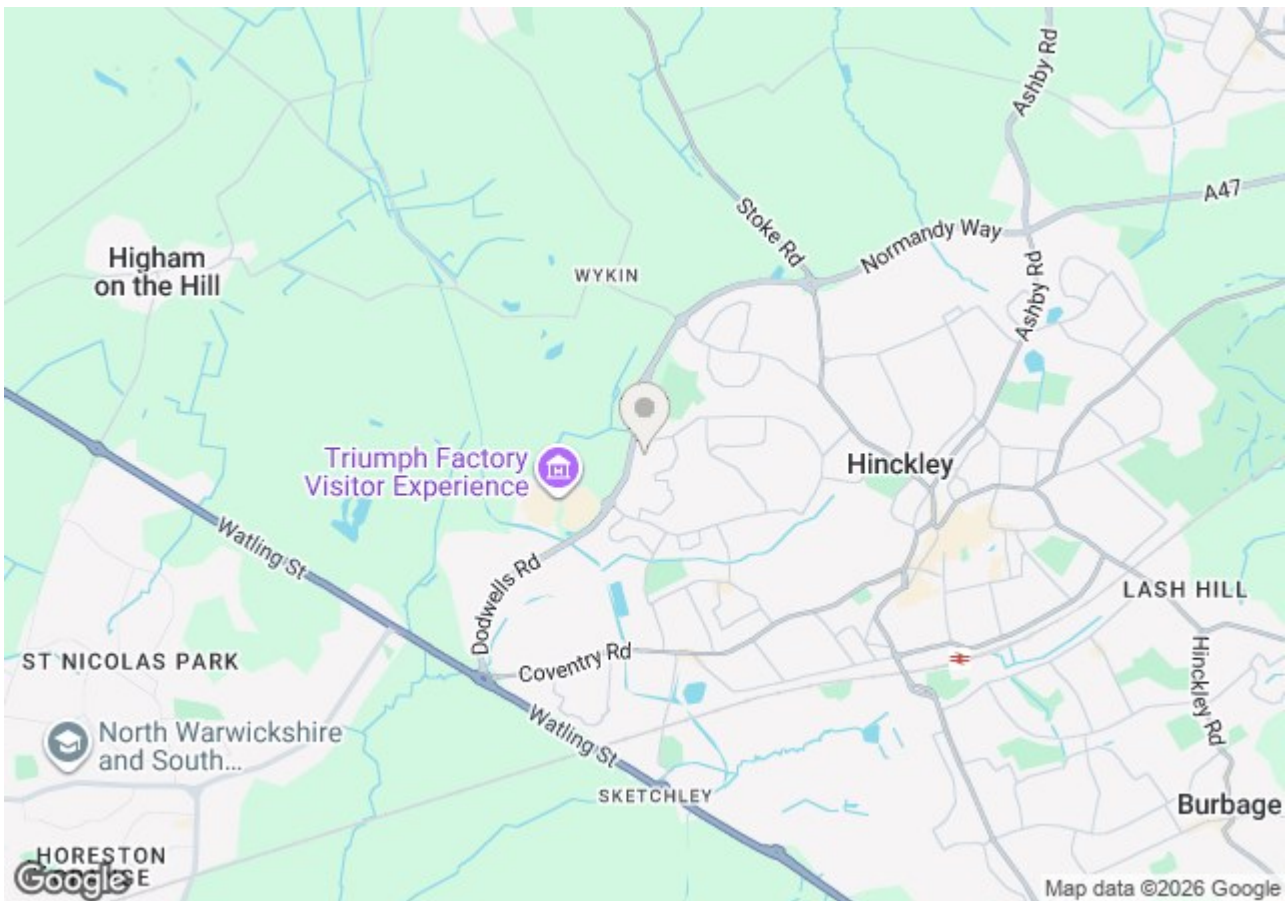 Ashby Rd
A47
Stoke Rd
Normandy Way
Higham
on the Hill
WYKIN
Ashby Rd
Triumph Factory
Visitor Experience
Hinckley
Watling St
Dodwells Rd
LASH HILL
ST NICOLAS PARK
Coventry Rd
Hinckley Rd
North Warwickshire
and South...
Watling St
SKETCHLEY
Burbage
HORESTON
Google
Map data ©2026 Google